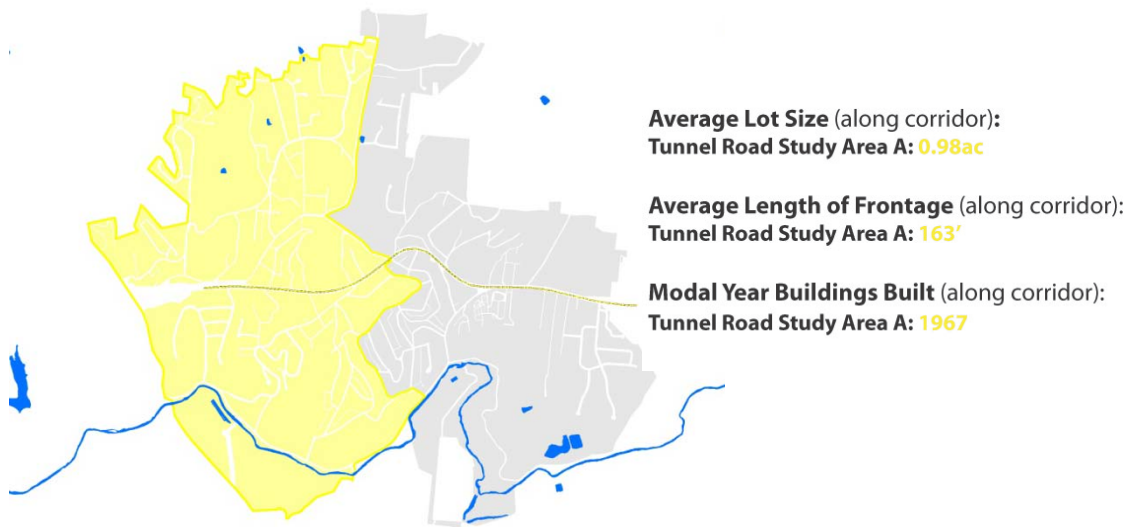 Average Lot Size (along corridor):
Tunnel Road Study Area A: 0.98ac
Average Length of Frontage (along corridor):
Tunnel Road Study Area A: 163’
Modal Year Buildings Built (along corridor):
Tunnel Road Study Area A: 1967